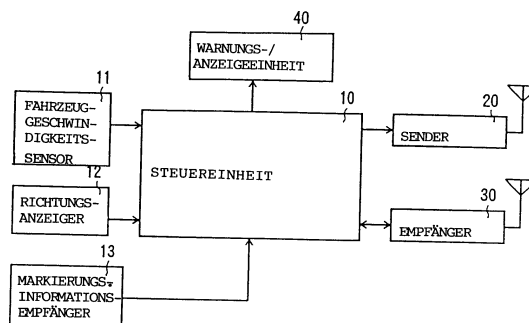 40
WARNUNGS-/
ANZEIGEEINHEIT
11
FAHRZEUG-
GESCHWIN-
DIGKEITS-
SENSOR
10
STEUEREINHEIT
20
SENDER
12
RICHTUNGS-
ANZEIGER
30
EMPFÄNGER
13
MARKIERUNGS-
INFORMATIONS-
EMPFÄNGER